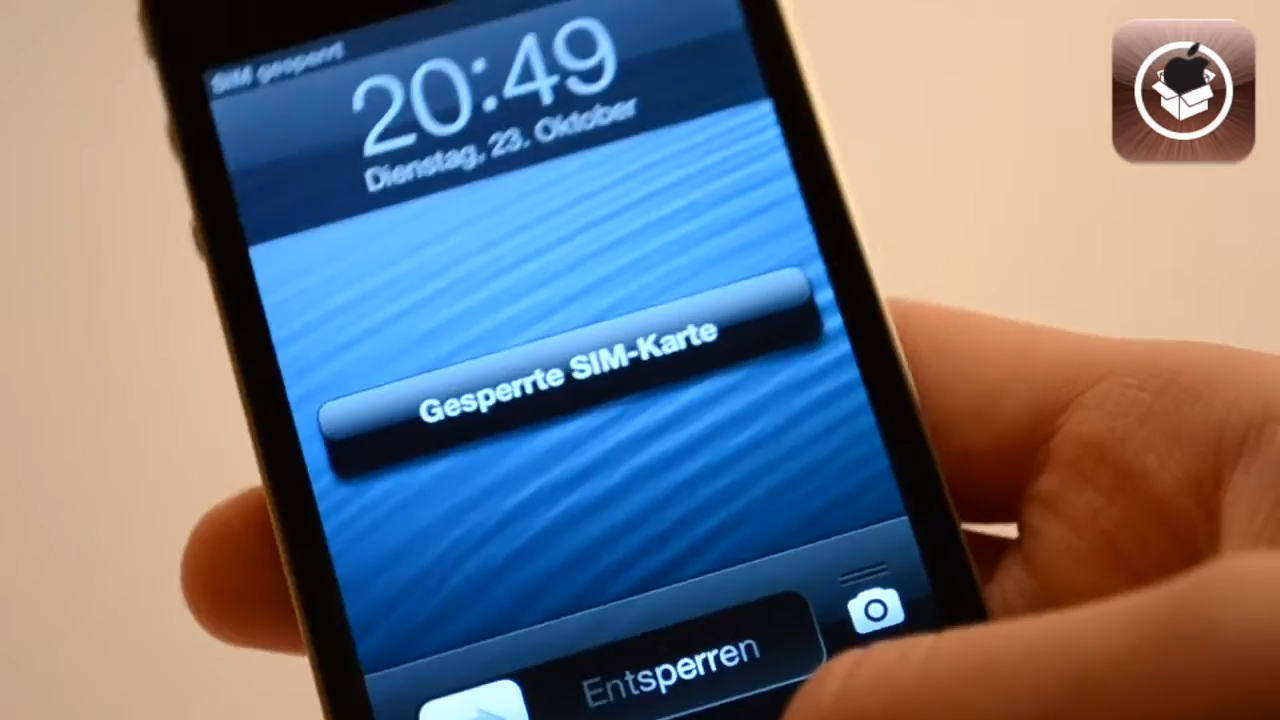 SIM gesperrt
20:49
Dienstag, 23. Oktober
Gesperrte SIM-Karte
Entsperren